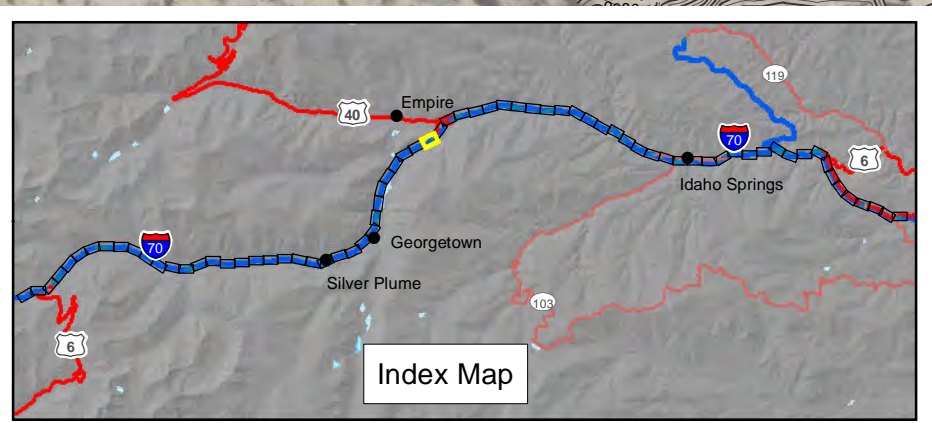 119
Empire
40
70
6
Idaho Springs
Georgetown
70
Silver Plume
103
6
Index Map